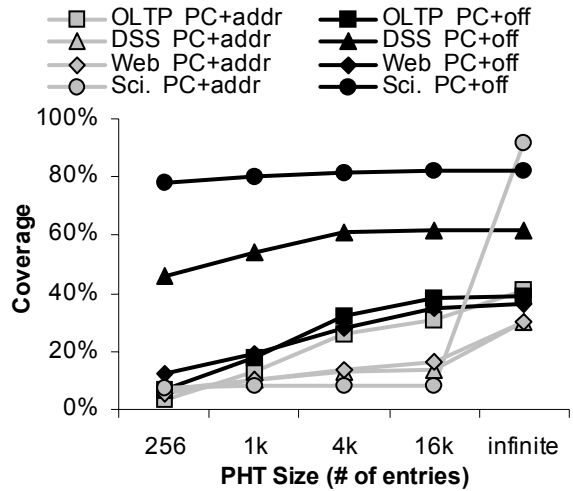 OLTP PC+addr OLTP PC+off
DSS PC+addr DSS PC+off
Web PC+addr Web PC+off
Sci. PC+addr Sci. PC+off
100%
80%
60%
40%
20%
0%
Coverage
256 1k 4k 16k infinite
PHT Size (# of entries)